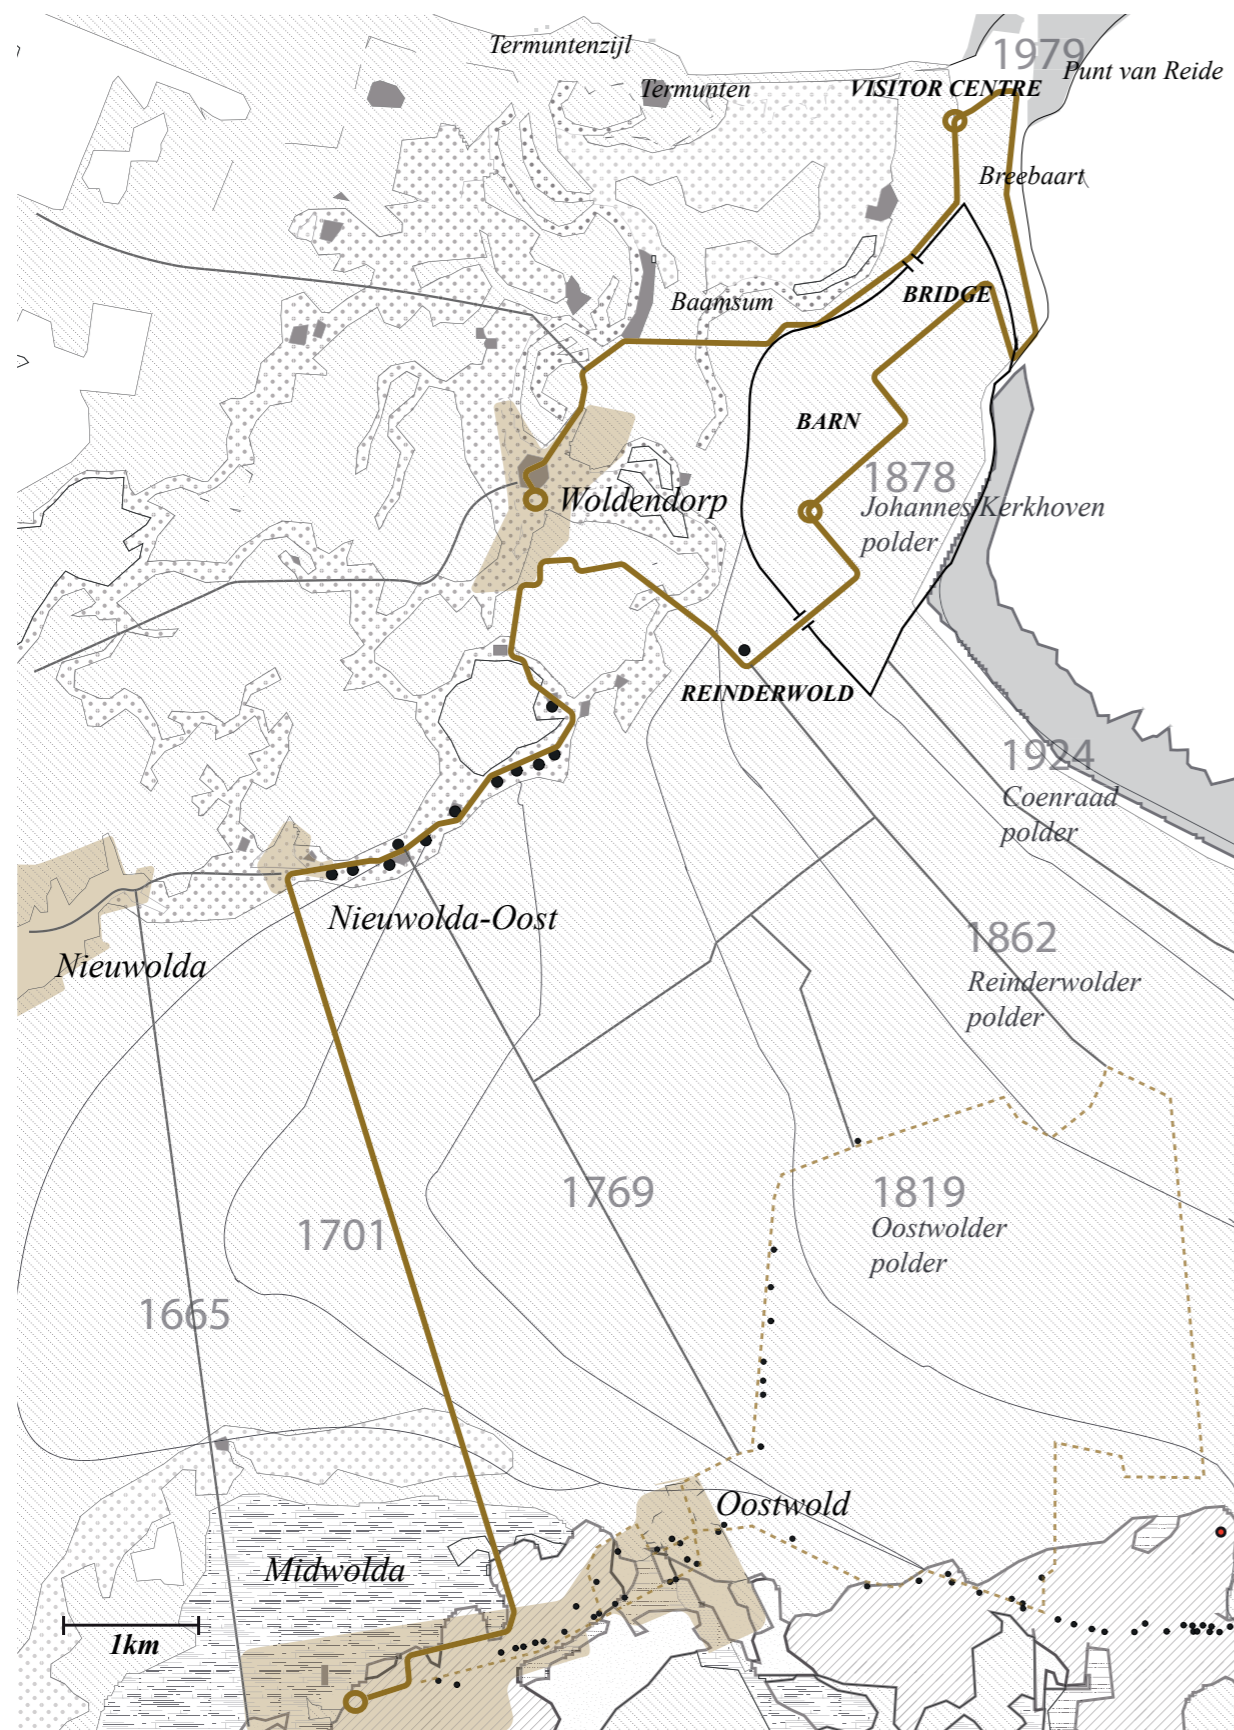 Termuntenzijl
1979
Punt van Reide
Termunten
VISITOR CENTRE
Breebaart
BRIDGE
Baamsum
BARN
1878
Woldendorp
Johannes Kerkhoven
polder
REINDERWOLD
1924
Coenraad
polder
Nieuwolda-Oost
1862
Nieuwolda
Reinderwolder
polder
1769
1819
1701
Oostwolder
polder
1665
Oostwold
Midwolda
1km